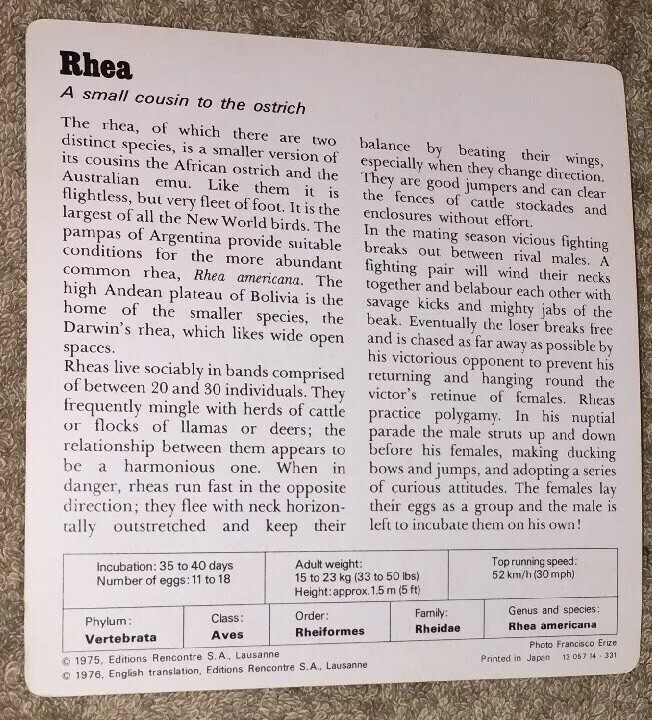 Rhea
A small cousin to the ostrich
The rhea, of which there are two
distinct species, is a smaller version of
its cousins the African ostrich and the
Australian emu. Like them it is
flightless, but very fleet of foot. It is the
largest of all the New World birds. The
pampas of Argentina provide suitable
conditions for the more abundant
common rhea, Rhea americana. The
high Andean plateau of Bolivia is the
home of the smaller species, the
Darwin's rhea, which likes wide open
spaces.
Rheas live sociably in bands comprised
of between 20 and 30 individuals. They
frequently mingle with herds of cattle
or flocks of llamas or deers; the
relationship between them appears to
be a harmonious one. When in
danger, rheas run fast in the opposite
direction; they flee with neck horizon-
tally outstretched and keep their
balance by beating their wings,
especially when they change direction.
They are good jumpers and can clear
the fences of cattle stockades and
enclosures without effort.
In the mating season vicious fighting
breaks out between rival males. A
fighting pair will wind their necks
together and belabour each other with
savage kicks and mighty jabs of the
beak. Eventually the loser breaks free
and is chased as far away as possible by
his victorious opponent to prevent his
returning and hanging round the
victor's retinue of females. Rheas
practice polygamy. In his nuptial
parade the male struts up and down
before his females, making ducking
bows and jumps, and adopting a series
of curious attitudes. The females lay
their eggs as a group and the male is
left to incubate them on his own!
Incubation: 35 to 40 days
Number of eggs: 11 to 18
Adult weight:
15 to 23 kg (33 to 50 lbs)
Height: approx. 1.5 m (5 ft)
Top running speed:
52 km/h (30 mph)
Phylum:
Vertebrata
Class:
Aves
Order:
Rheiformes
Family:
Rheidae
Genus and species:
Rhea americana
© 1975, Editions Rencontre S.A., Lausanne
© 1976, English translation, Editions Rencontre S.A., Lausanne
Photo Francisco Erize
Printed in Japan 13 057 14 - 331